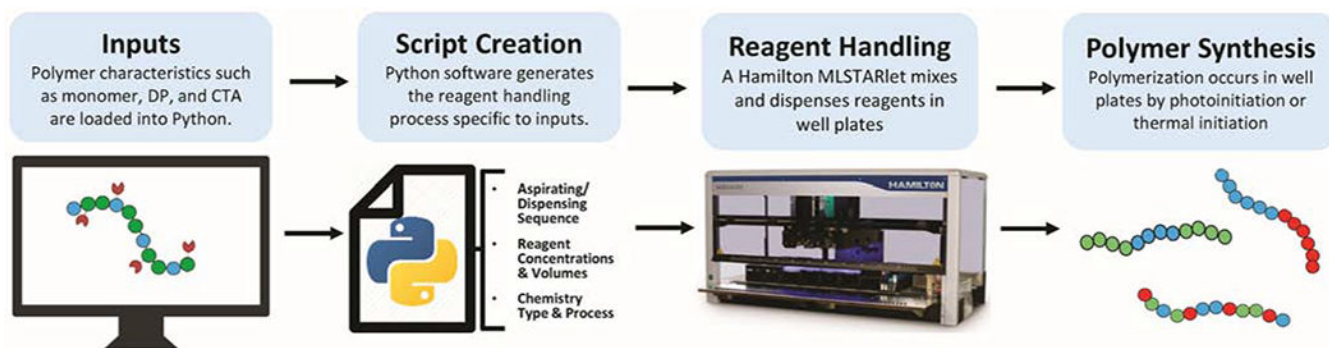 Inputs
Polymer characteristics such
as monomer, DP, and CTA
are loaded into Python.
Script Creation
Python software generates
the reagent handling
process specific to inputs.
Reagent Handling
A Hamilton MLSTARlet mixes
and dispenses reagents in
well plates
Polymer Synthesis
Polymerization occurs in well
plates by photoinitiation or
thermal initiation
• Aspirating/
Dispensing
Sequence
• Reagent
Concentrations
& Volumes
• Chemistry
Type & Process
HAMILTON